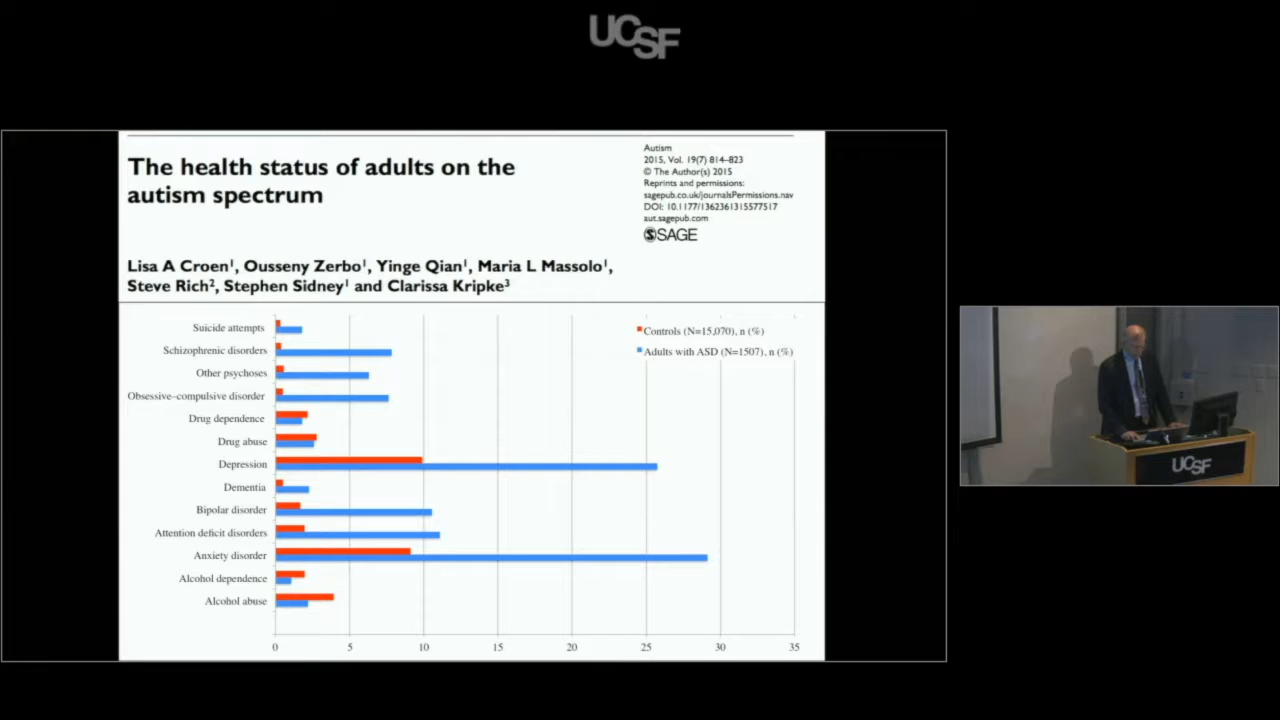 UCSF
The health status of adults on the
autism spectrum
Autism
2015, Vol. 19(7) 814–823
© The Author(s) 2015
Reprints and permissions:
sagepub.co.uk/journalsPermissions.nav
DOI: 10.1177/1362361315577517
aut.sagepub.com
SAGE
Lisa A Croen¹, Ousseny Zerbo¹, Yinge Qian¹, Maria L Massolo¹,
Steve Rich², Stephen Sidney¹ and Clarissa Kripke³
Controls (N=15,070), n (%)
Adults with ASD (N=1507), n (%)
Suicide attempts
Schizophrenic disorders
Other psychoses
Obsessive–compulsive disorder
Drug dependence
Drug abuse
Depression
Dementia
Bipolar disorder
Attention deficit disorders
Anxiety disorder
Alcohol dependence
Alcohol abuse
0 5 10 15 20 25 30 35
UCSF